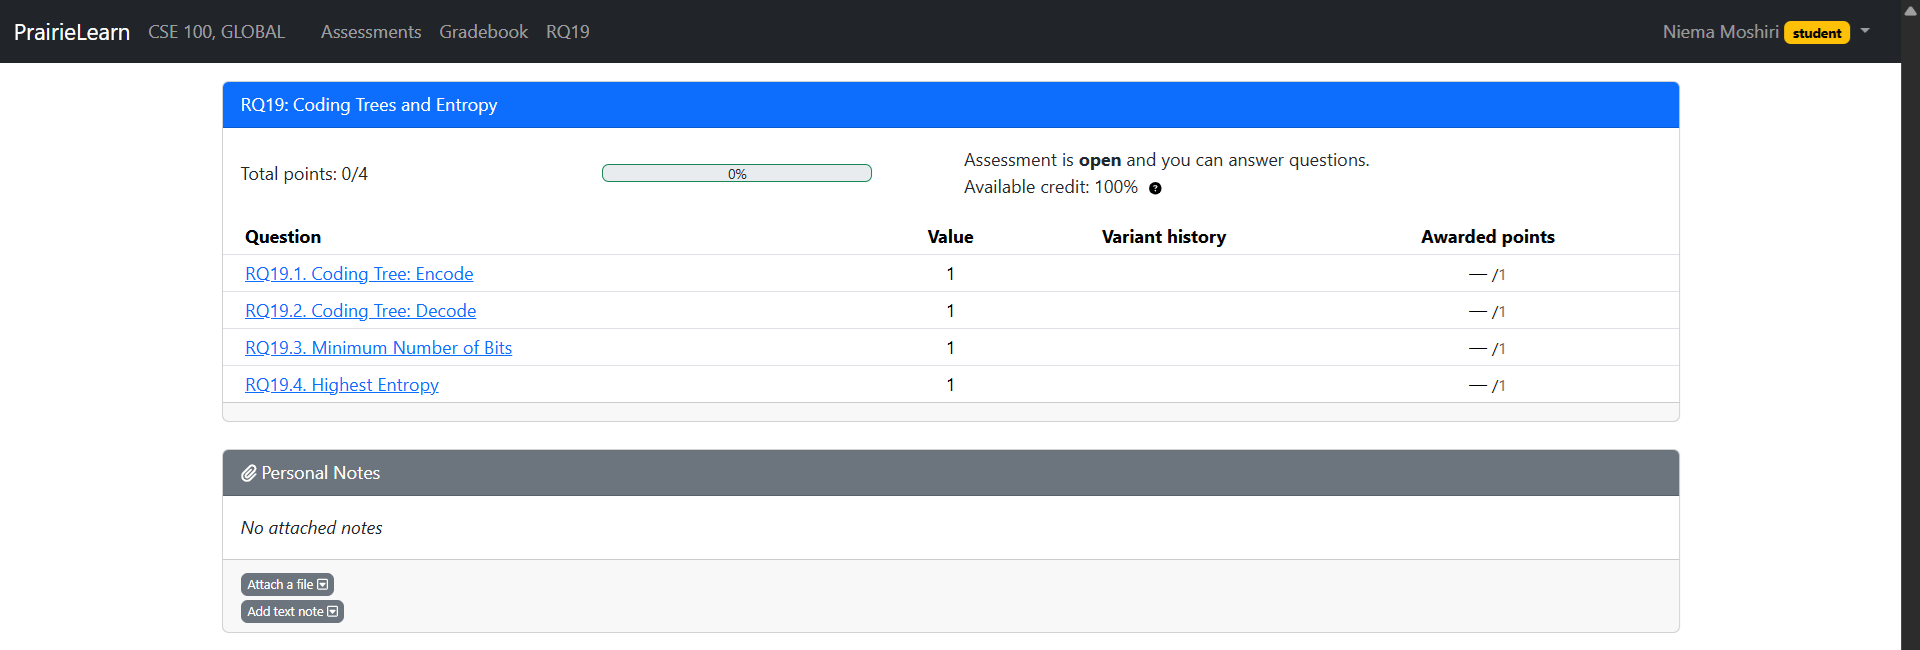 PrairieLearn CSE 100, GLOBAL Assessments Gradebook RQ19 Niema Moshiri student
RQ19: Coding Trees and Entropy
Total points: 0/4
0%
Assessment is open and you can answer questions.
Available credit: 100% ?
Question Value Variant history Awarded points
RQ19.1. Coding Tree: Encode 1 — /1
RQ19.2. Coding Tree: Decode 1 — /1
RQ19.3. Minimum Number of Bits 1 — /1
RQ19.4. Highest Entropy 1 — /1
Personal Notes
No attached notes
Attach a file
Add text note